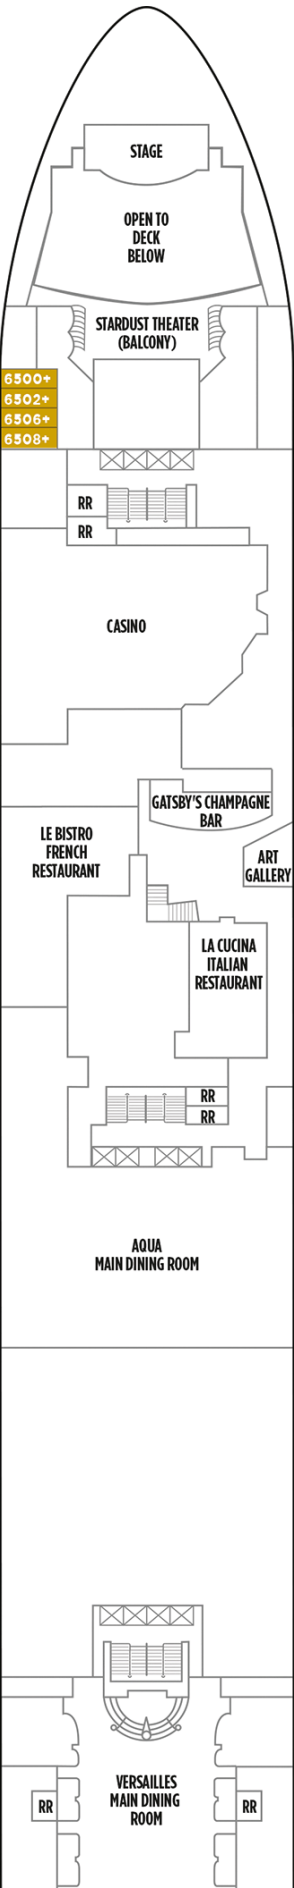 STAGE
OPEN TO
DECK
BELOW
STARDUST THEATER
(BALCONY)
6500+
6502+
6506+
6508+
RR
RR
CASINO
GATSBY'S CHAMPAGNE
BAR
LE BISTRO
FRENCH
RESTAURANT
ART
GALLERY
LA CUCINA
ITALIAN
RESTAURANT
RR
RR
AQUA
MAIN DINING ROOM
VERSAILLES
MAIN DINING
ROOM
RR
RR